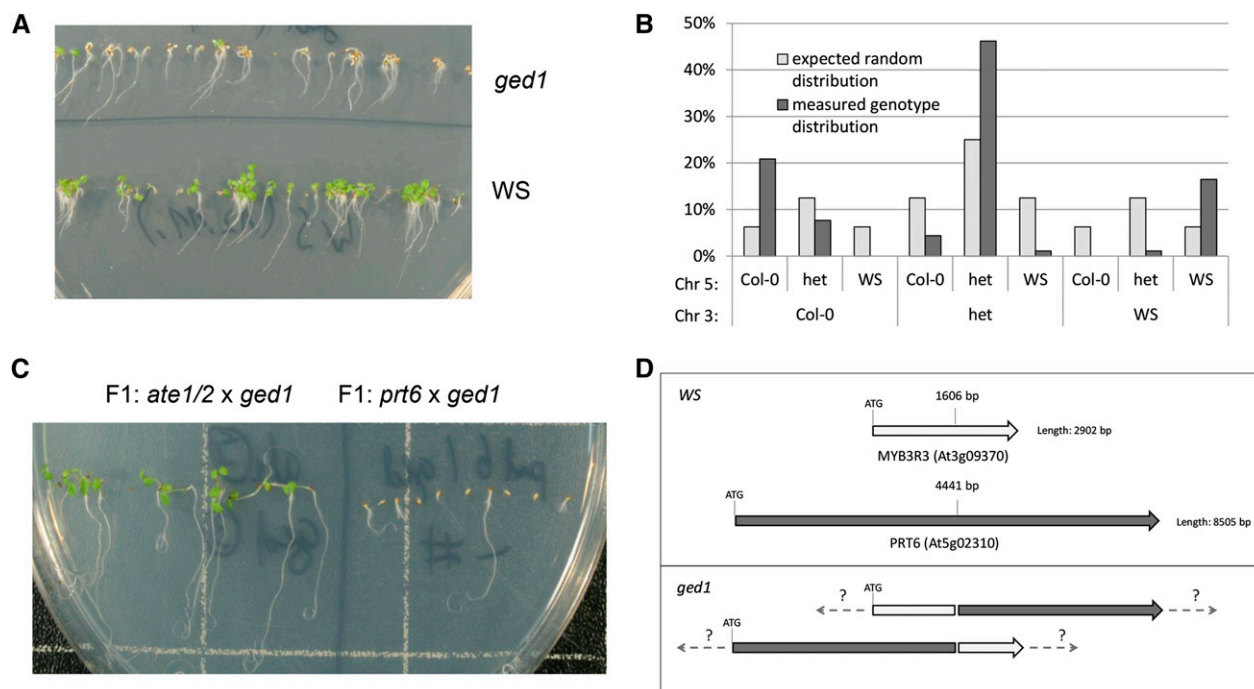 A
ged1
WS
B
50%
40%
30%
20%
10%
0%
expected random
distribution
measured genotype
distribution
Chr 5:
Col-0
het
WS
Col-0
het
WS
Col-0
het
WS
Chr 3:
Col-0
het
WS
C
F1: ate1/2 x ged1
F1: prt6 x ged1
D
WS
ATG
1606 bp
Length: 2902 bp
MYB3R3 (At3g09370)
ATG
4441 bp
Length: 8505 bp
PRT6 (At5g02310)
ged1
?
ATG
?
?
ATG
?